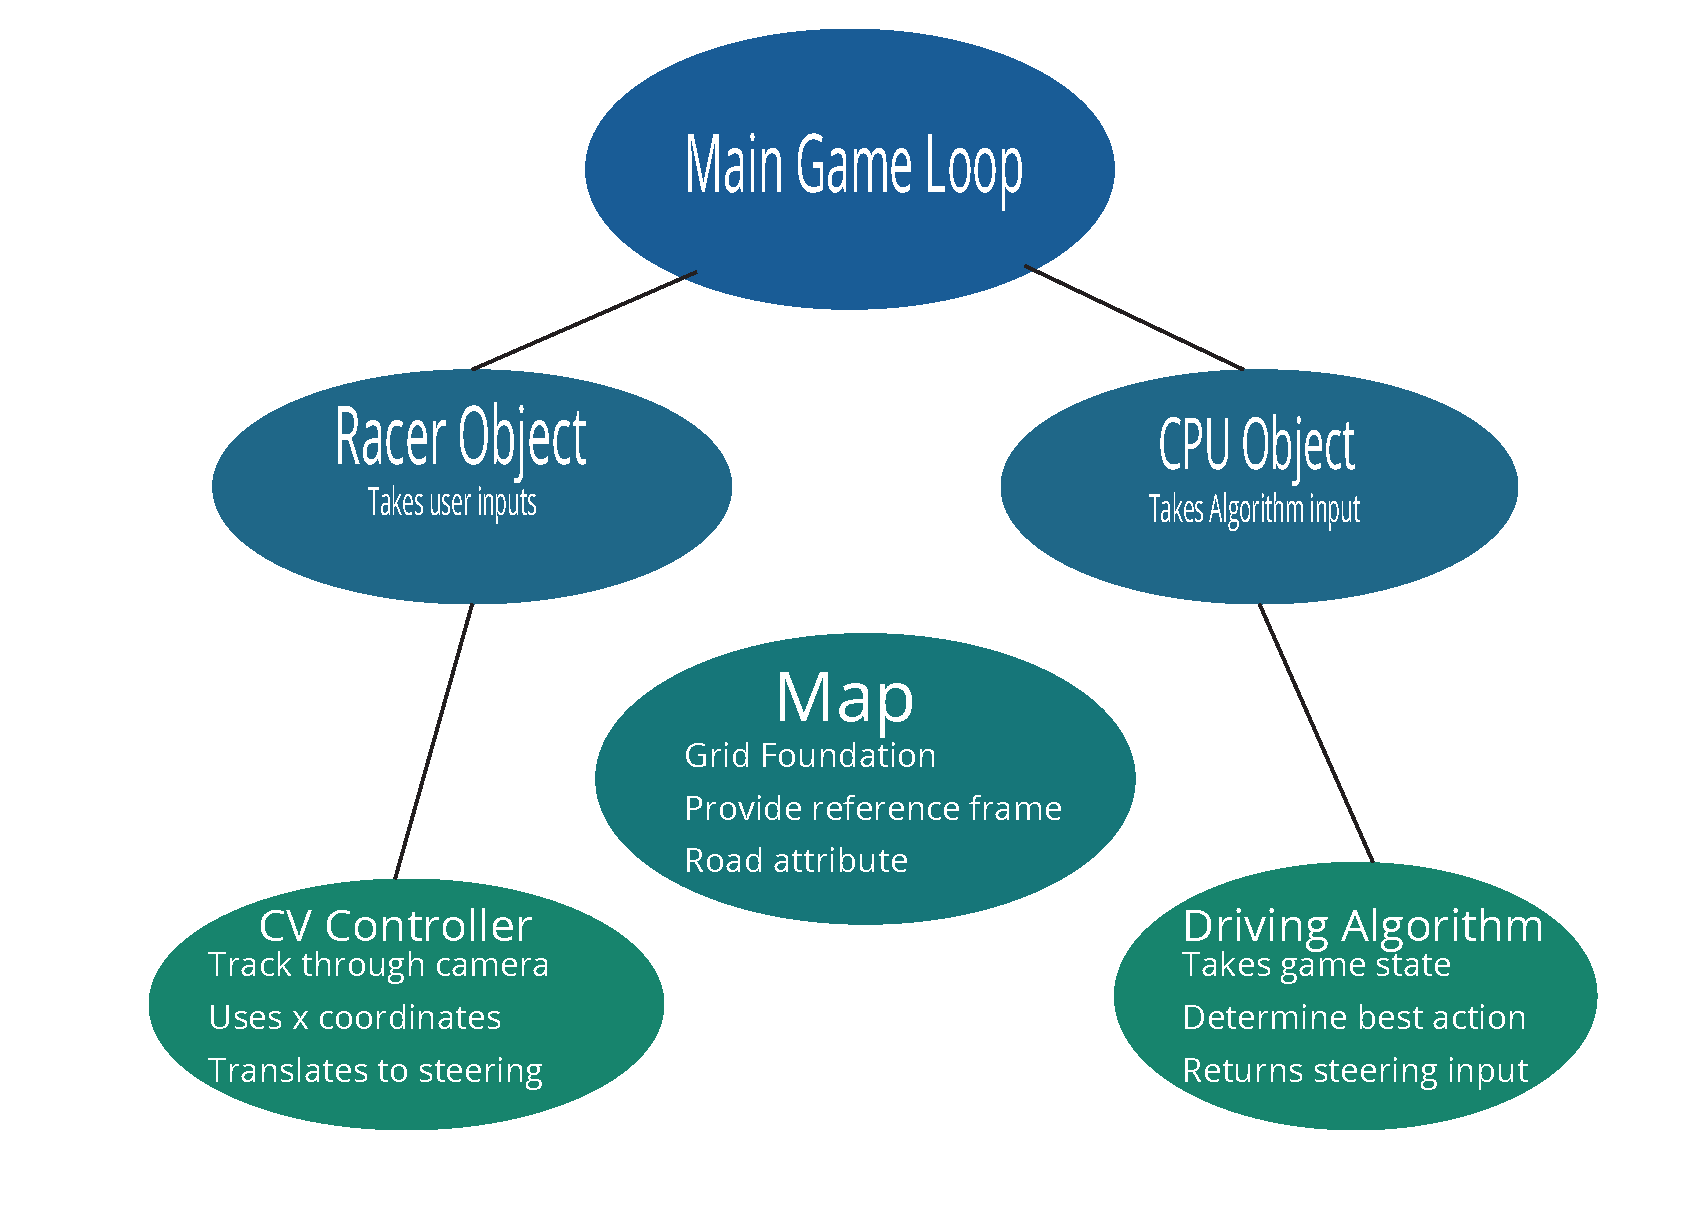 Main Game Loop
Racer Object
Takes user inputs
CPU Object
Takes Algorithm input
Map
Grid Foundation
Provide reference frame
Road attribute
CV Controller
Track through camera
Uses x coordinates
Translates to steering
Driving Algorithm
Takes game state
Determine best action
Returns steering input